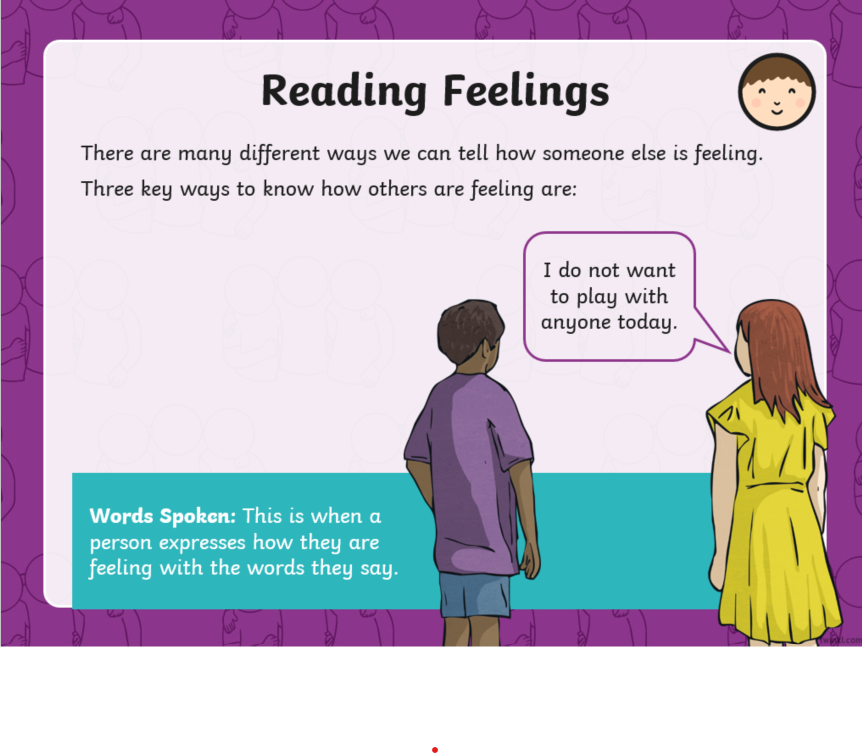 Reading Feelings
There are many different ways we can tell how someone else is feeling.
Three key ways to know how others are feeling are:
I do not want
to play with
anyone today.
Words Spoken: This is when a
person expresses how they are
feeling with the words they say.